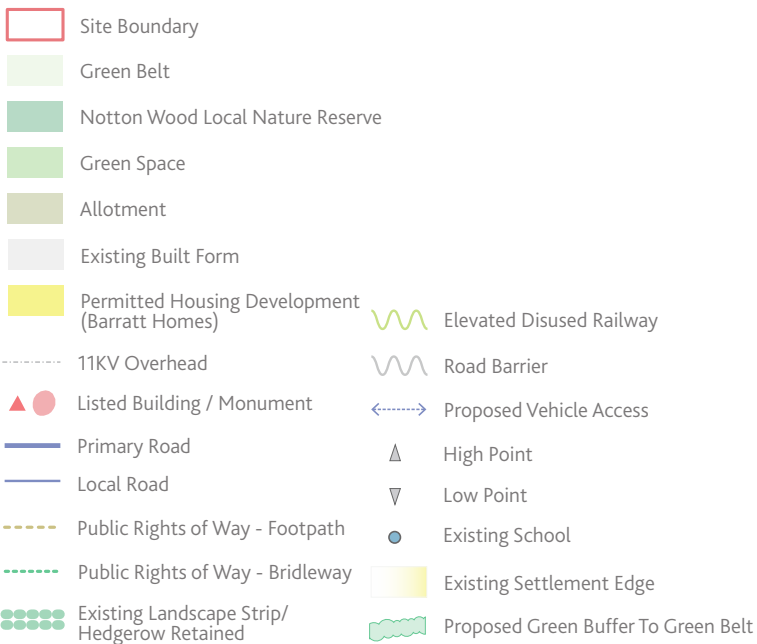 Site Boundary
Green Belt
Notton Wood Local Nature Reserve
Green Space
Allotment
Existing Built Form
Permitted Housing Development
(Barratt Homes)
11KV Overhead
Listed Building / Monument
Primary Road
Local Road
Public Rights of Way - Footpath
Public Rights of Way - Bridleway
Existing Landscape Strip/
Hedgerow Retained
Elevated Disused Railway
Road Barrier
Proposed Vehicle Access
High Point
Low Point
Existing School
Existing Settlement Edge
Proposed Green Buffer To Green Belt